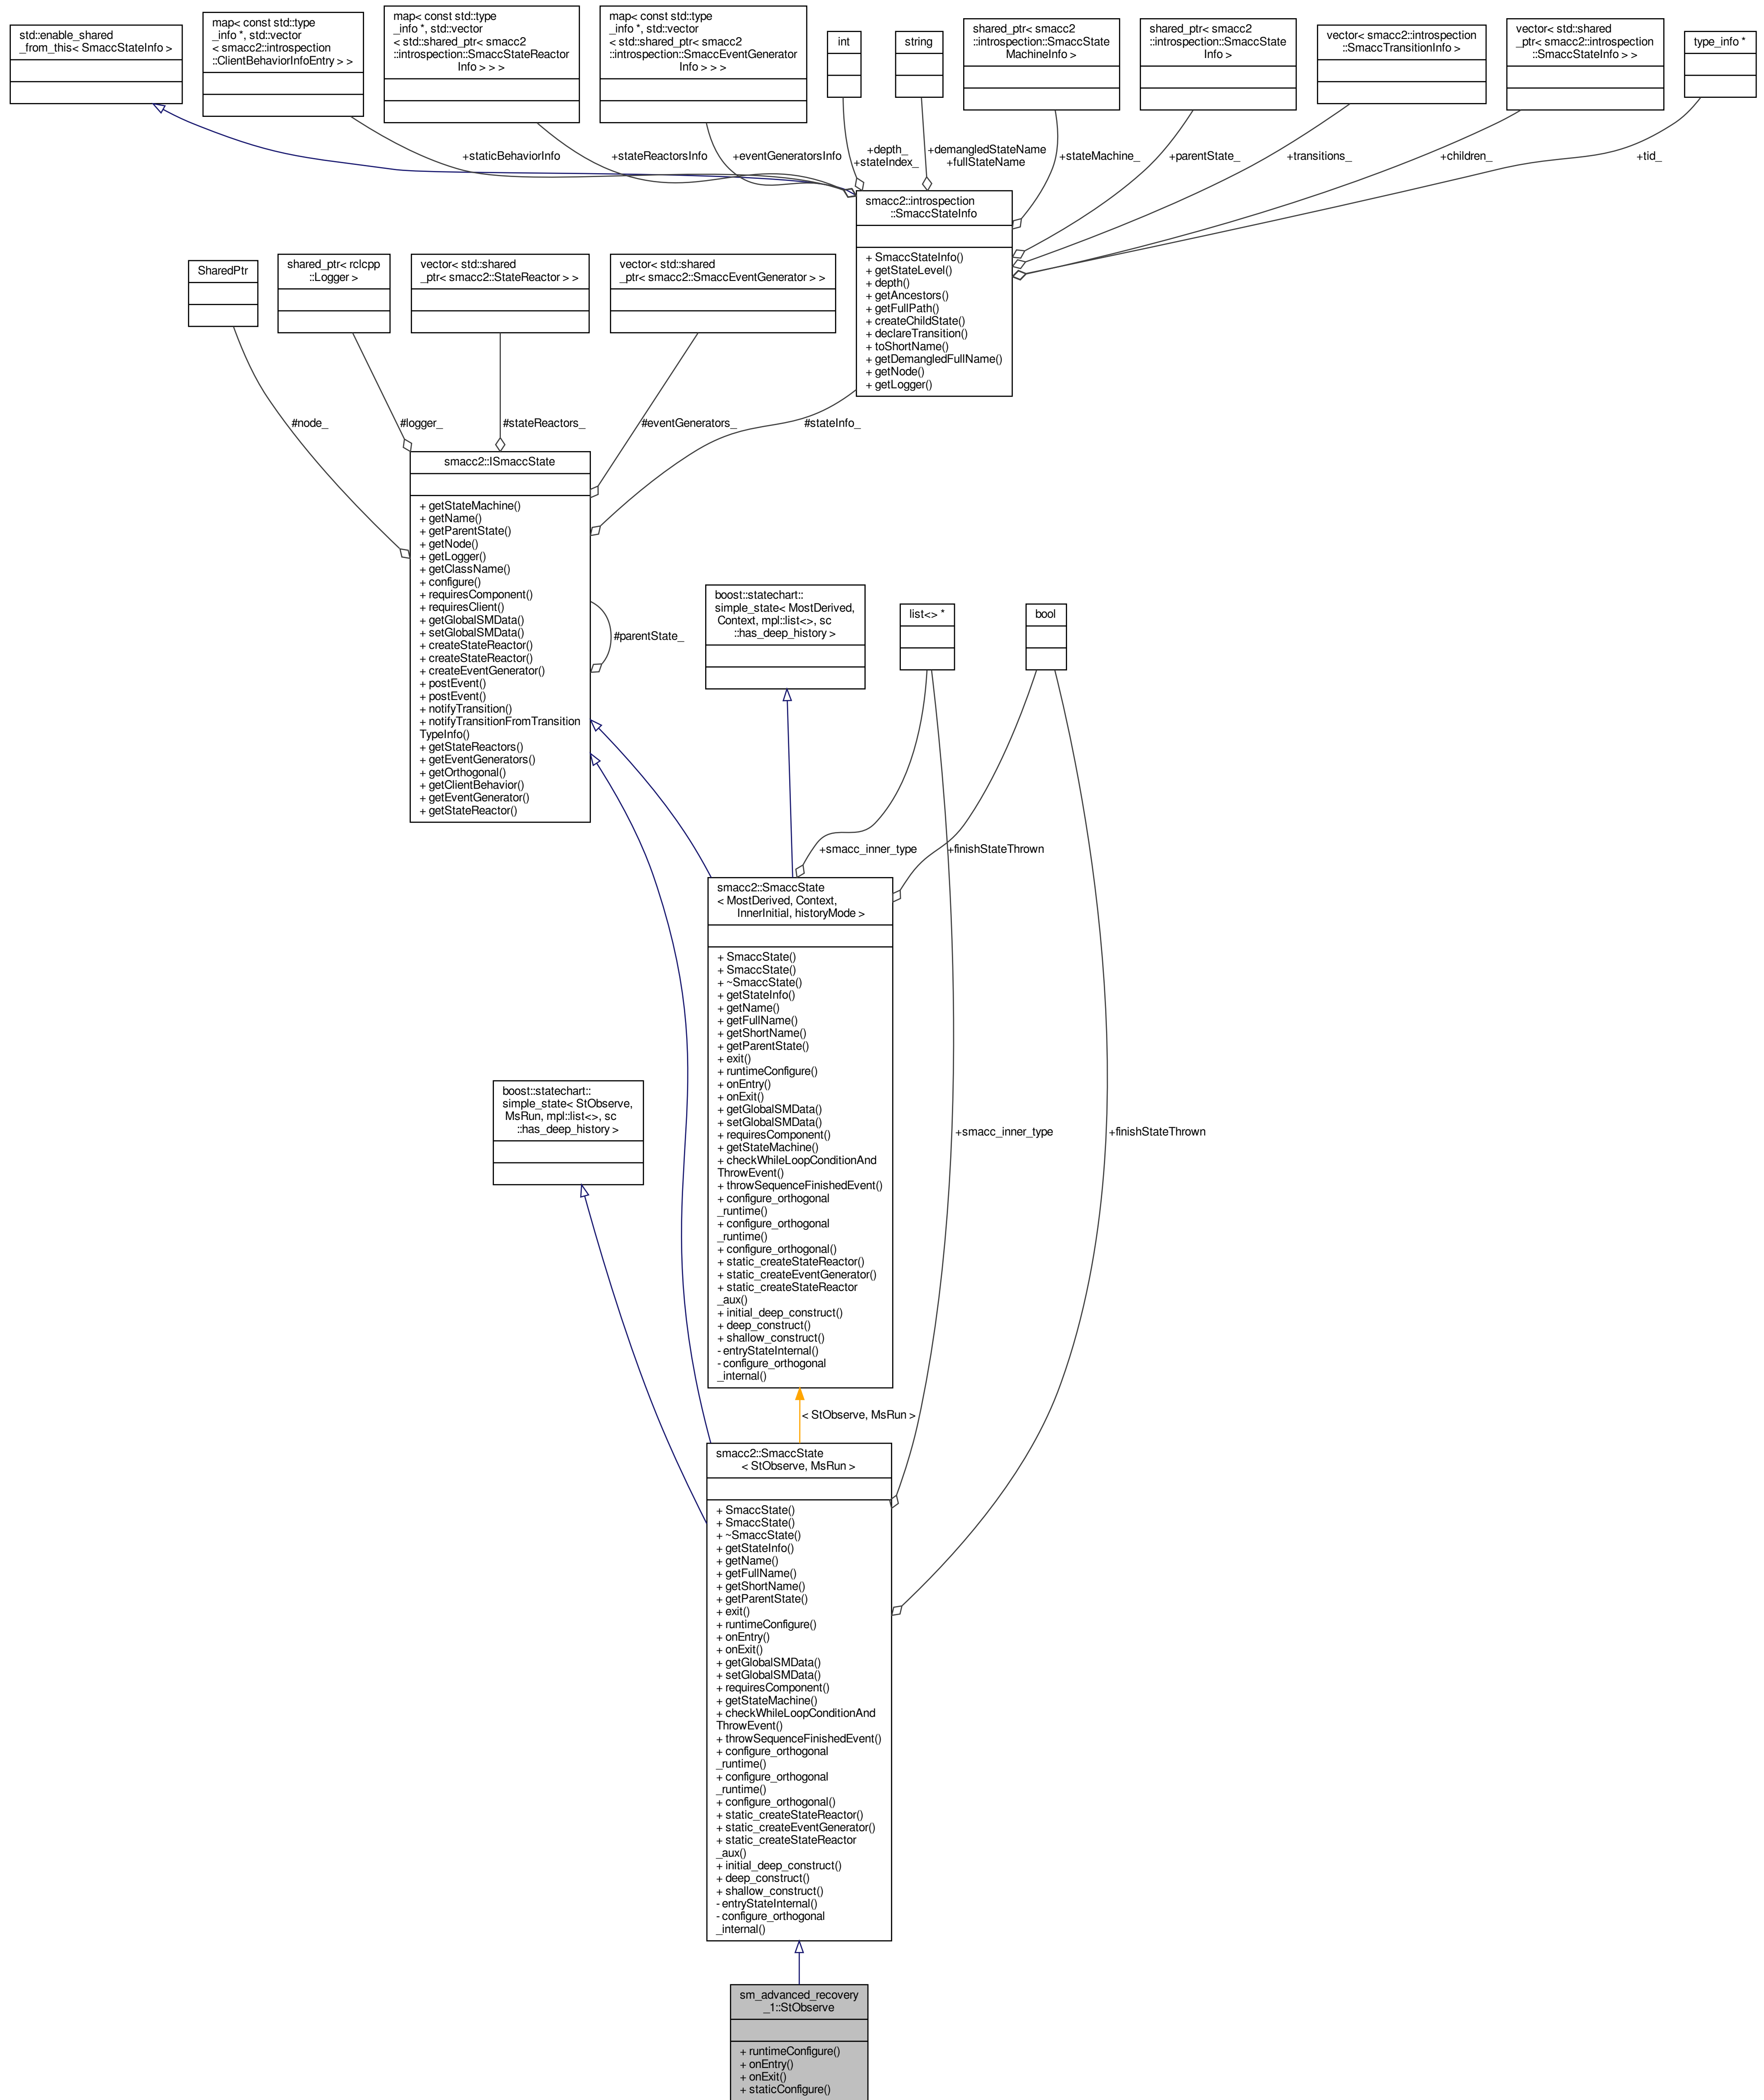 std::enable_shared
_from_this< SmaccStateInfo >
map< const std::type
_info *, std::vector
< smacc2::introspection
::ClientBehaviorInfoEntry > >
map< const std::type
_info *, std::vector
< std::shared_ptr< smacc2
::introspection::SmaccStateReactor
Info > > >
map< const std::type
_info *, std::vector
< std::shared_ptr< smacc2
::introspection::SmaccEventGenerator
Info > > >
int
string
shared_ptr< smacc2
::introspection::SmaccState
MachineInfo >
shared_ptr< smacc2
::introspection::SmaccState
Info >
vector< smacc2::introspection
::SmaccTransitionInfo >
vector< std::shared
_ptr< smacc2::introspection
::SmaccStateInfo > >
type_info *
+staticBehaviorInfo
+stateReactorsInfo
+eventGeneratorsInfo
+depth_
+stateIndex_
+demangledStateName
+fullStateName
+stateMachine_
+parentState_
+transitions_
+children_
+tid_
smacc2::introspection
::SmaccStateInfo
+ SmaccStateInfo()
+ getStateLevel()
+ depth()
+ getAncestors()
+ getFullPath()
+ createChildState()
+ declareTransition()
+ toShortName()
+ getDemangledFullName()
+ getNode()
+ getLogger()
SharedPtr
shared_ptr< rclcpp
::Logger >
vector< std::shared
_ptr< smacc2::StateReactor > >
vector< std::shared
_ptr< smacc2::SmaccEventGenerator > >
#node_
#logger_
#stateReactors_
#eventGenerators_
#stateInfo_
smacc2::ISmaccState
+ getStateMachine()
+ getName()
+ getParentState()
+ getNode()
+ getLogger()
+ getClassName()
+ configure()
+ requiresComponent()
+ requiresClient()
+ getGlobalSMData()
+ setGlobalSMData()
+ createStateReactor()
+ createStateReactor()
+ createEventGenerator()
+ postEvent()
+ postEvent()
+ notifyTransition()
+ notifyTransitionFromTransition
TypeInfo()
+ getStateReactors()
+ getEventGenerators()
+ getOrthogonal()
+ getClientBehavior()
+ getEventGenerator()
+ getStateReactor()
#parentState_
boost::statechart::
simple_state< MostDerived,
Context, mpl::list<>, sc
::has_deep_history >
list<> *
bool
+smacc_inner_type
+finishStateThrown
smacc2::SmaccState
< MostDerived, Context,
InnerInitial, historyMode >
+ SmaccState()
+ SmaccState()
+ ~SmaccState()
+ getStateInfo()
+ getName()
+ getFullName()
+ getShortName()
+ getParentState()
+ exit()
+ runtimeConfigure()
+ onEntry()
+ onExit()
+ getGlobalSMData()
+ setGlobalSMData()
+ requiresComponent()
+ getStateMachine()
+ checkWhileLoopConditionAnd
ThrowEvent()
+ throwSequenceFinishedEvent()
+ configure_orthogonal
_runtime()
+ configure_orthogonal
_runtime()
+ configure_orthogonal()
+ static_createStateReactor()
+ static_createEventGenerator()
+ static_createStateReactor
_aux()
+ initial_deep_construct()
+ deep_construct()
+ shallow_construct()
- entryStateInternal()
- configure_orthogonal
_internal()
boost::statechart::
simple_state< StObserve,
MsRun, mpl::list<>, sc
::has_deep_history >
+smacc_inner_type
+finishStateThrown
< StObserve, MsRun >
smacc2::SmaccState
< StObserve, MsRun >
+ SmaccState()
+ SmaccState()
+ ~SmaccState()
+ getStateInfo()
+ getName()
+ getFullName()
+ getShortName()
+ getParentState()
+ exit()
+ runtimeConfigure()
+ onEntry()
+ onExit()
+ getGlobalSMData()
+ setGlobalSMData()
+ requiresComponent()
+ getStateMachine()
+ checkWhileLoopConditionAnd
ThrowEvent()
+ throwSequenceFinishedEvent()
+ configure_orthogonal
_runtime()
+ configure_orthogonal
_runtime()
+ configure_orthogonal()
+ static_createStateReactor()
+ static_createEventGenerator()
+ static_createStateReactor
_aux()
+ initial_deep_construct()
+ deep_construct()
+ shallow_construct()
- entryStateInternal()
- configure_orthogonal
_internal()
sm_advanced_recovery
_1::StObserve
+ runtimeConfigure()
+ onEntry()
+ onExit()
+ staticConfigure()